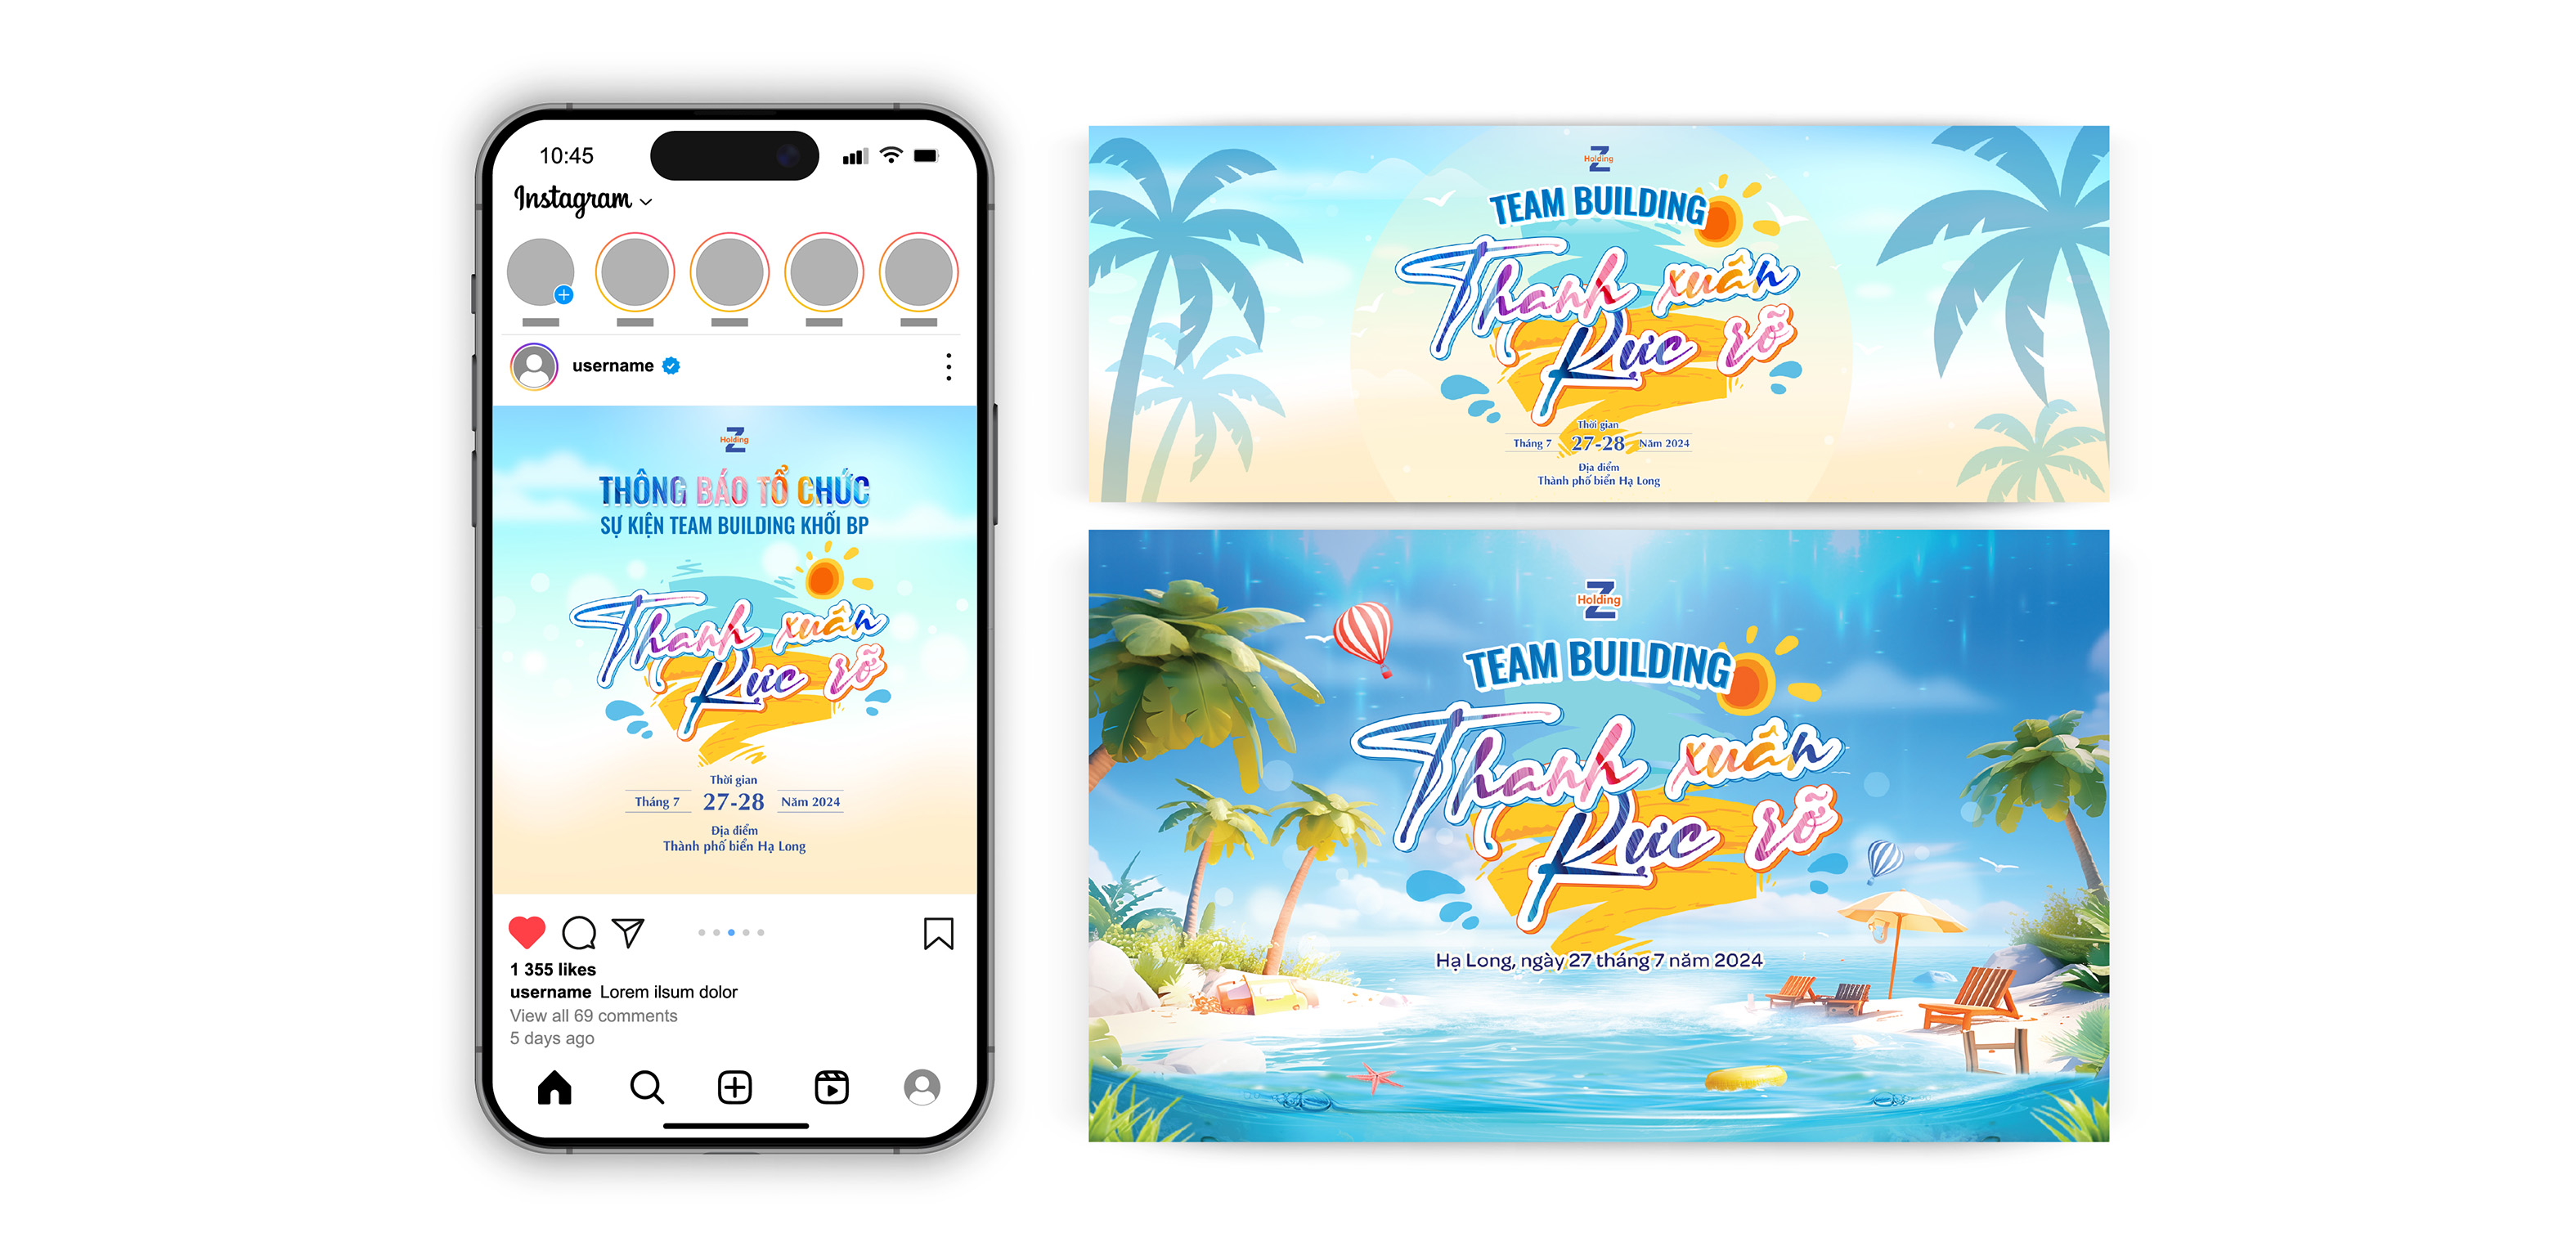 10:45
Instagram
username
Z
Holding
THÔNG BÁO TỔ CHỨC
SỰ KIỆN TEAM BUILDING KHỐI BP
Thanh xuân
Rực rỡ
Thời gian
Tháng 7 27-28 Năm 2024
Địa điểm
Thành phố biển Hạ Long
1 355 likes
username Lorem ilsum dolor
View all 69 comments
5 days ago
Z
Holding
TEAM BUILDING
Thanh xuân
Rực rỡ
Thời gian
Tháng 7 27-28 Năm 2024
Địa điểm
Thành phố biển Hạ Long
Z
Holding
TEAM BUILDING
Thanh xuân
Rực rỡ
Hạ Long, ngày 27 tháng 7 năm 2024